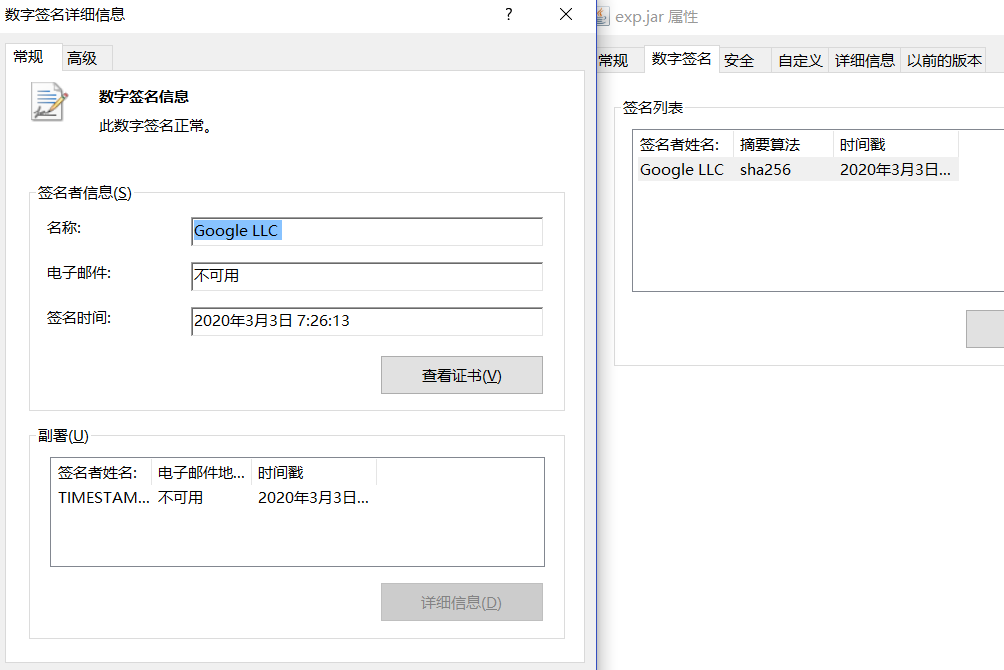 数字签名详细信息
?
常规
高级
数字签名信息
此数字签名正常。
签名者信息(S)
名称:
Google LLC
电子邮件:
不可用
签名时间:
2020年3月3日 7:26:13
查看证书(V)
副署(U)
签名者姓名: 电子邮件地... 时间戳
TIMESTAM... 不可用 2020年3月3日...
详细信息(D)
exp.jar 属性
常规 数字签名 安全 自定义 详细信息 以前的版本
签名列表
签名者姓名: 摘要算法 时间戳
Google LLC sha256 2020年3月3日...